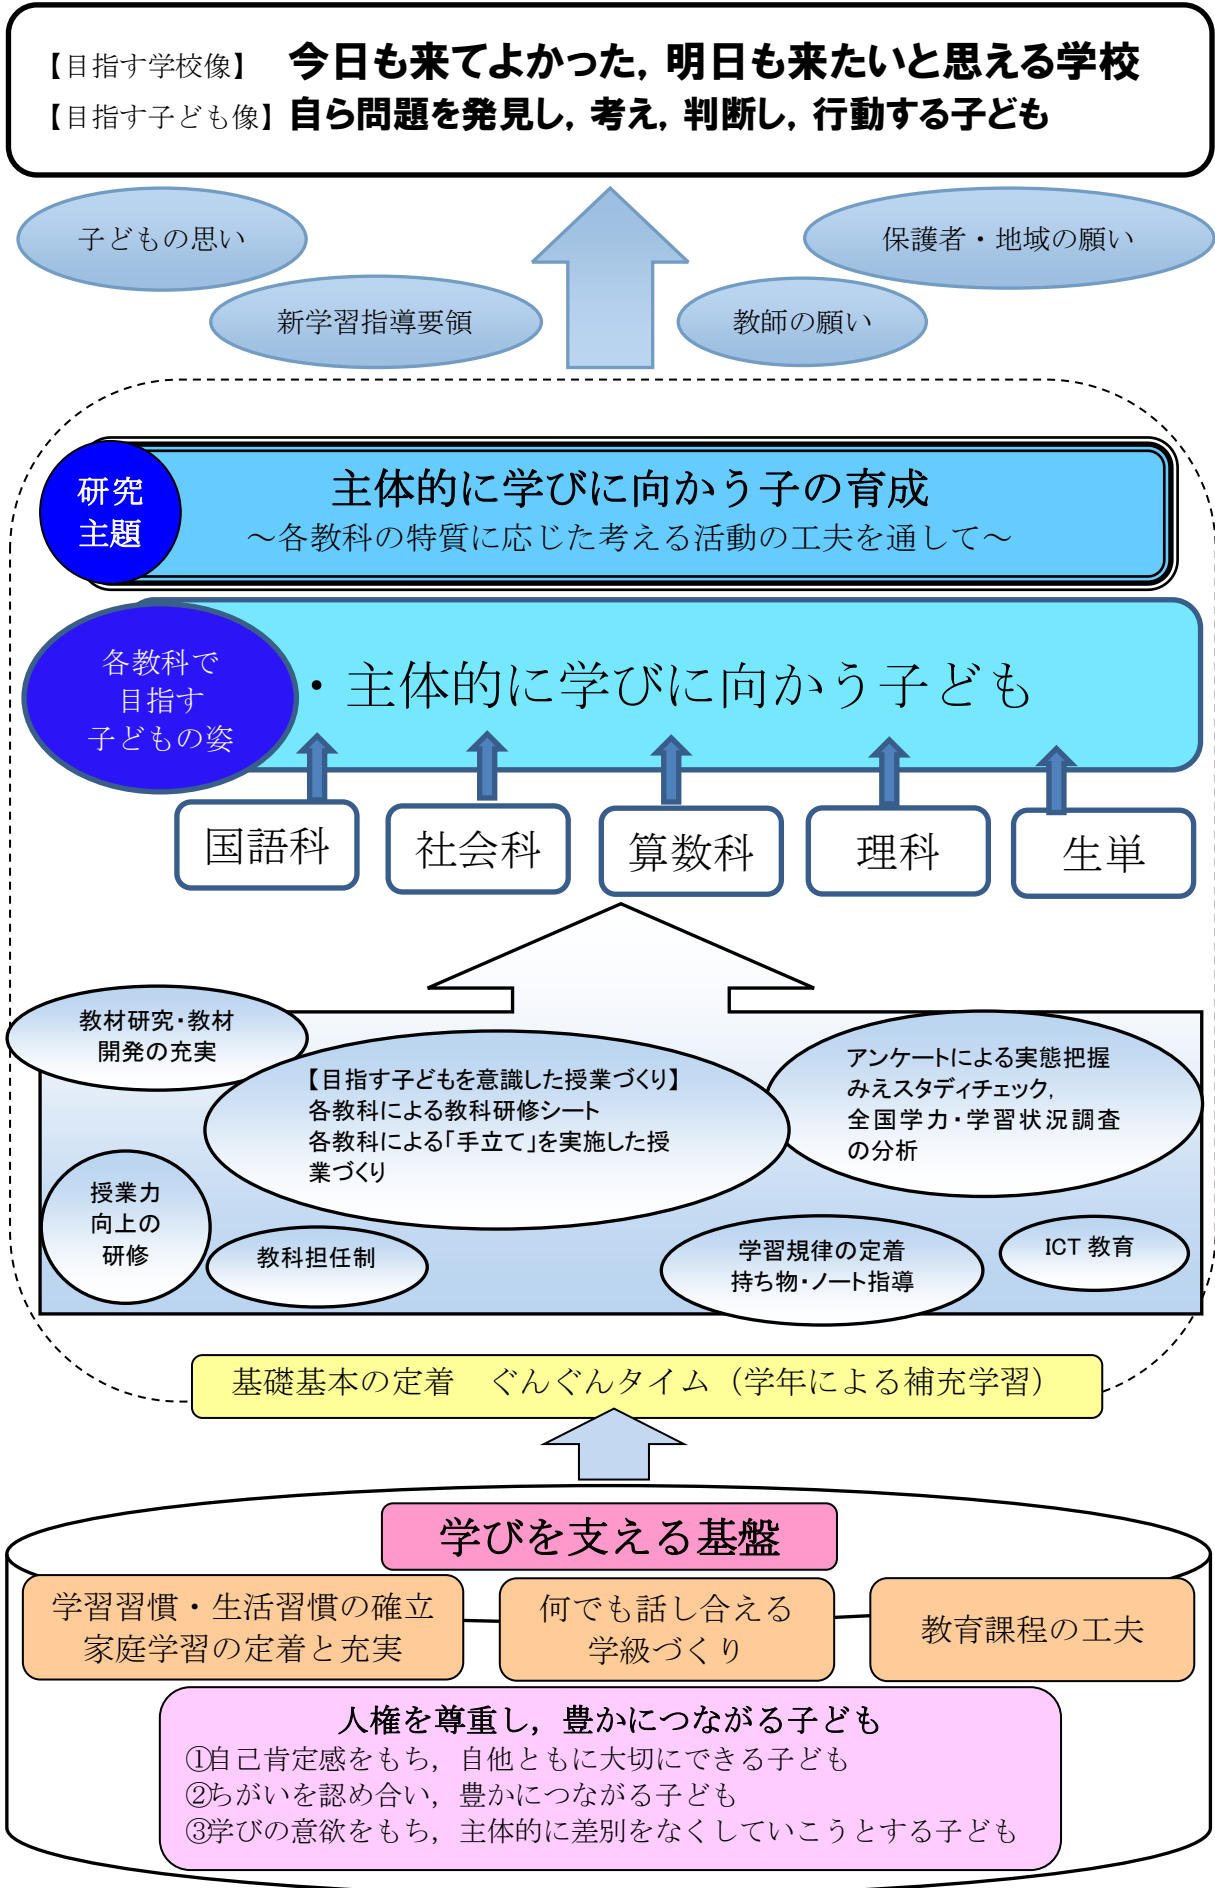 【目指す学校像】 今日も来てよかった，明日も来たいと思える学校
【目指す子ども像】自ら問題を発見し，考え，判断し，行動する子ども
子どもの思い
保護者・地域の願い
新学習指導要領
教師の願い
研究
主題
主体的に学びに向かう子の育成
～各教科の特質に応じた考える活動の工夫を通して～
各教科で
目指す
子どもの姿
・主体的に学びに向かう子ども
国語科
社会科
算数科
理科
生単
教材研究・教材
開発の充実
【目指す子どもを意識した授業づくり】
各教科による教科研修シート
各教科による「手立て」を実施した授
業づくり
アンケートによる実態把握
みえスタディチェック，
全国学力・学習状況調査
の分析
授業力
向上の
研修
教科担任制
学習規律の定着
持ち物・ノート指導
ICT 教育
基礎基本の定着　ぐんぐんタイム（学年による補充学習）
学びを支える基盤
学習習慣・生活習慣の確立
家庭学習の定着と充実
何でも話し合える
学級づくり
教育課程の工夫
人権を尊重し，豊かにつながる子ども
①自己肯定感をもち，自他ともに大切にできる子ども
②ちがいを認め合い，豊かにつながる子ども
③学びの意欲をもち，主体的に差別をなくしていこうとする子ども